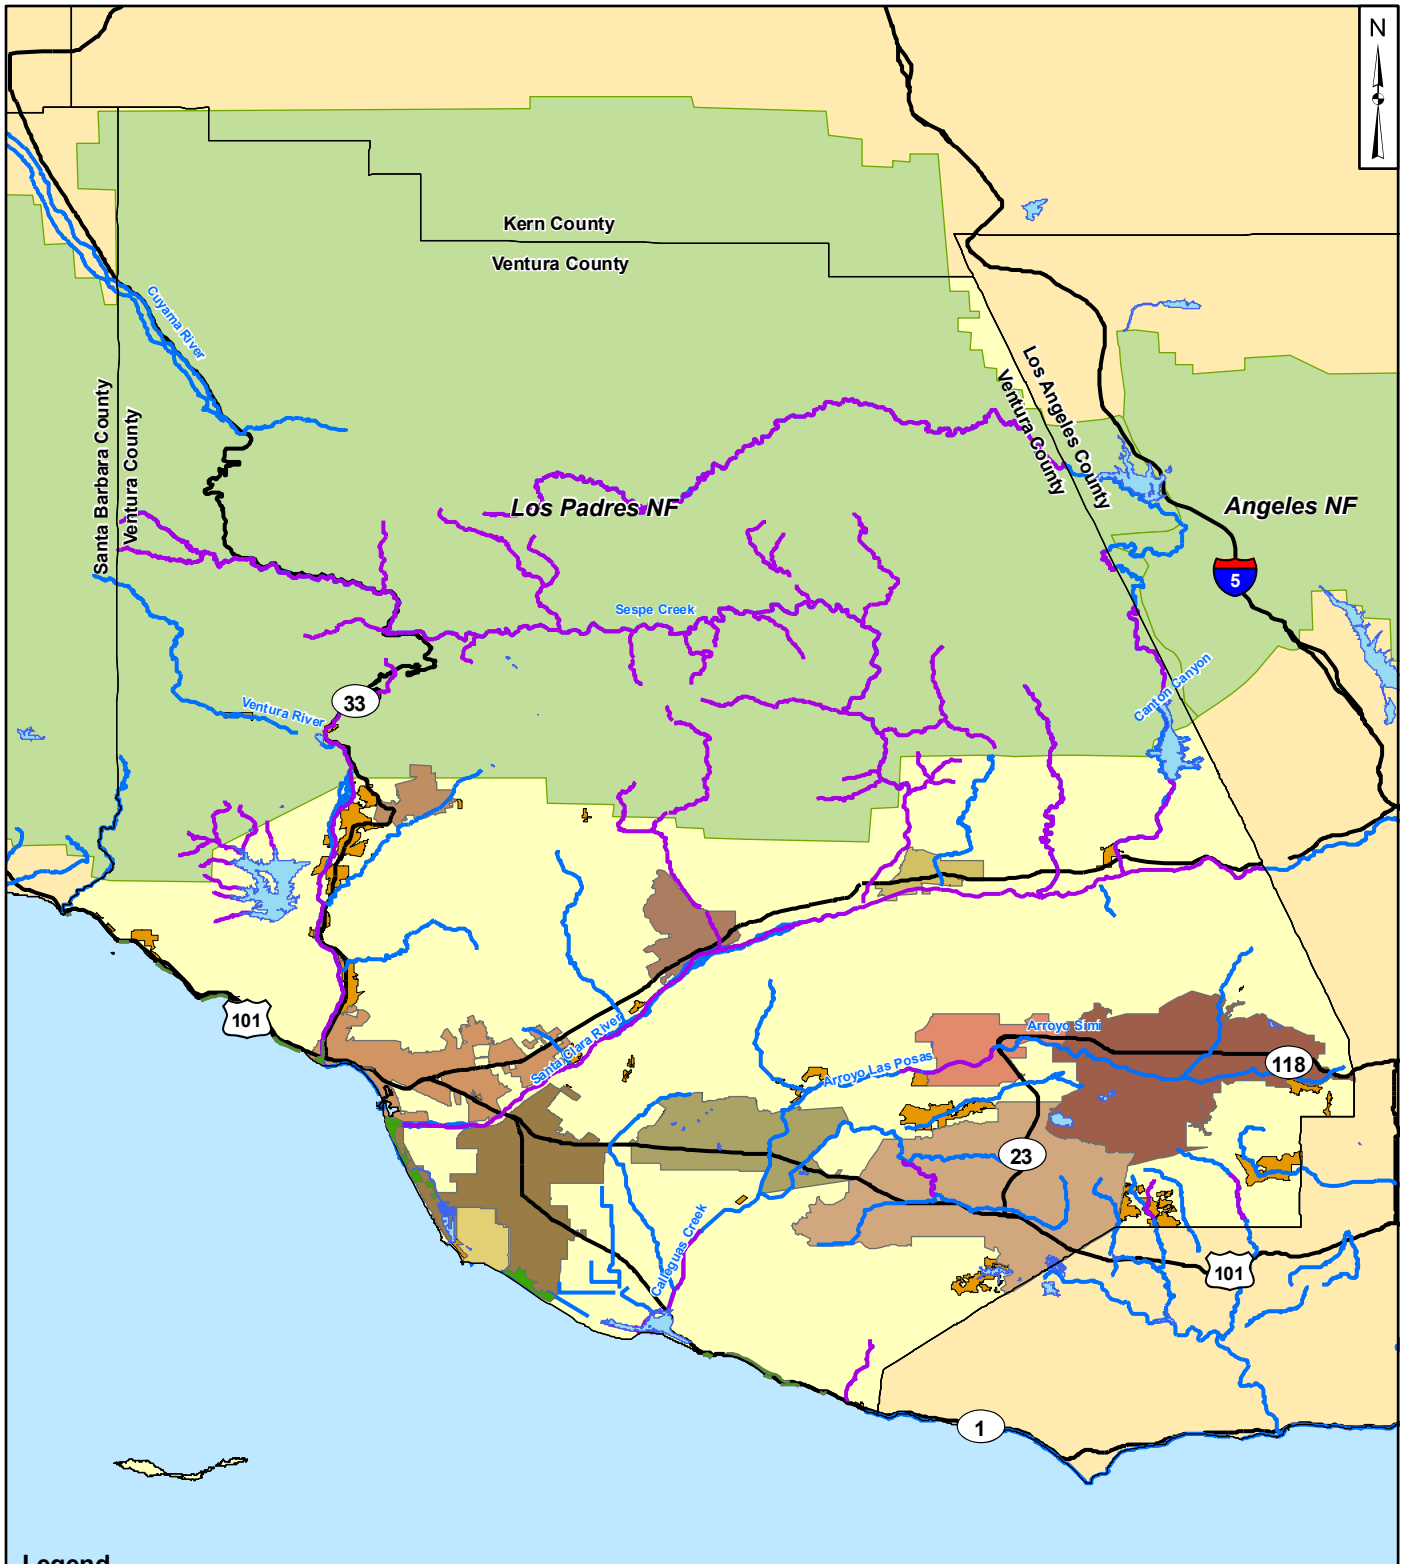 N
Kern County
Ventura County
Cuyama River
Los Angeles County
Ventura County
Santa Barbara County
Ventura County
Los Padres NF
Angeles NF
5
Sespe Creek
Canton Canyon
33
Ventura River
101
Santa Clara River
Arroyo Simi
Arroyo Las Posas
118
23
Calleguas Creek
101
1
Legend